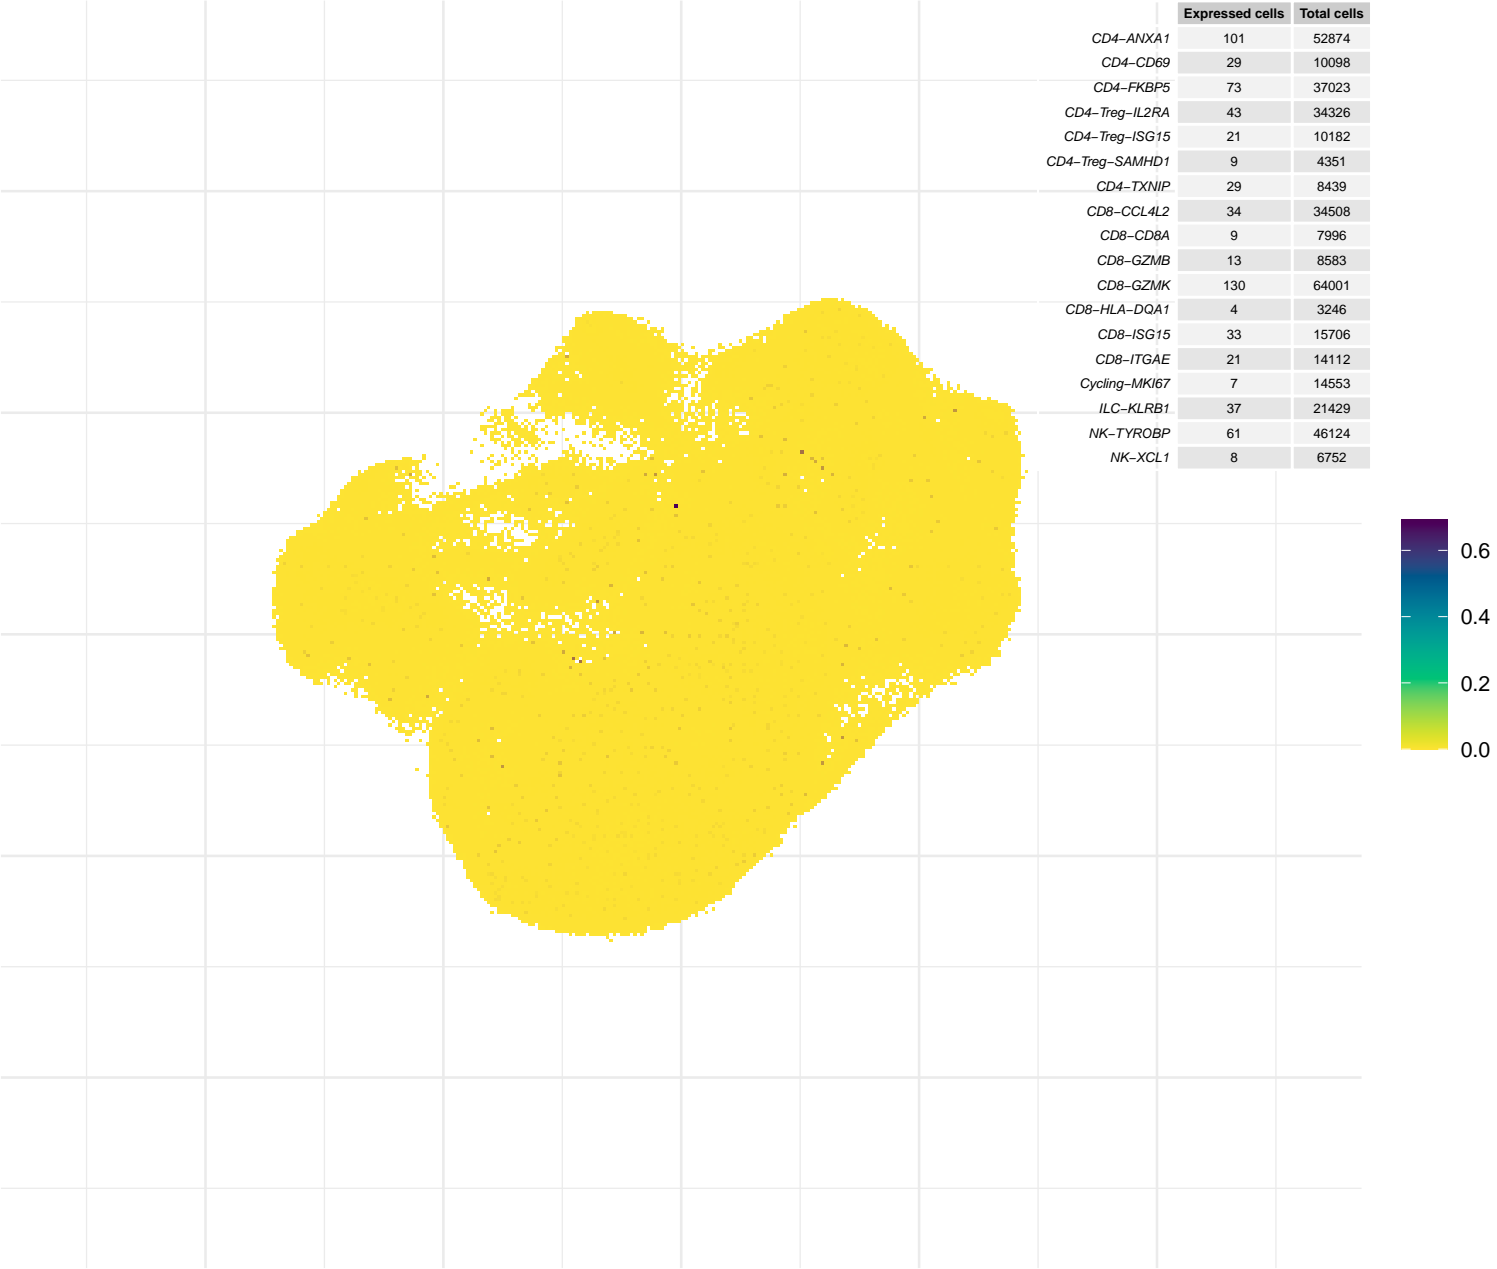 Expressed cells Total cells
CD4−ANXA1 101 52874
CD4−CD69 29 10098
CD4−FKBP5 73 37023
CD4−Treg−IL2RA 43 34326
CD4−Treg−ISG15 21 10182
CD4−Treg−SAMHD1 9 4351
CD4−TXNIP 29 8439
CD8−CCL4L2 34 34508
CD8−CD8A 9 7996
CD8−GZMB 13 8583
CD8−GZMK 130 64001
CD8−HLA−DQA1 4 3246
CD8−ISG15 33 15706
CD8−ITGAE 21 14112
Cycling−MKI67 7 14553
ILC−KLRB1 37 21429
NK−TYROBP 61 46124
NK−XCL1 8 6752
0.6
0.4
0.2
0.0